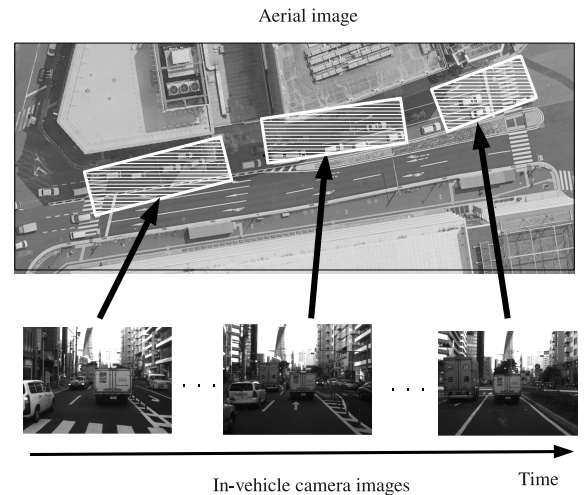 Aerial image
. . .
. . .
Time
In-vehicle camera images